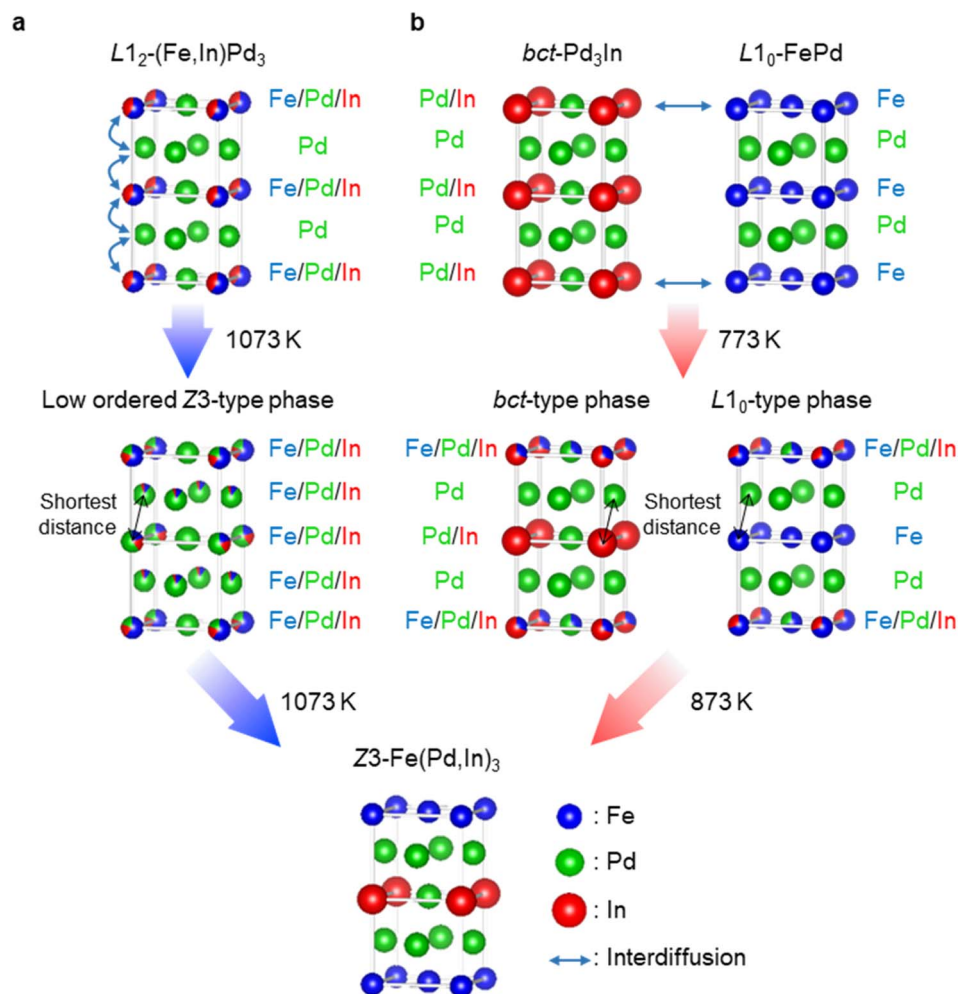 a
b
L1₂-(Fe,In)Pd₃
bct-Pd₃In
L1₀-FePd
Fe/Pd/In
Pd
Fe/Pd/In
Pd
Fe/Pd/In
Pd/In
Pd
Pd/In
Pd
Pd/In
Fe
Pd
Fe
Pd
Fe
1073 K
773 K
Low ordered Z3-type phase
bct-type phase
L1₀-type phase
Shortest
distance
Fe/Pd/In
Fe/Pd/In
Fe/Pd/In
Fe/Pd/In
Fe/Pd/In
Fe/Pd/In
Pd
Pd/In
Pd
Fe/Pd/In
Shortest
distance
Fe/Pd/In
Pd
Fe
Pd
Fe/Pd/In
1073 K
873 K
Z3-Fe(Pd,In)₃
: Fe
: Pd
: In
: Interdiffusion